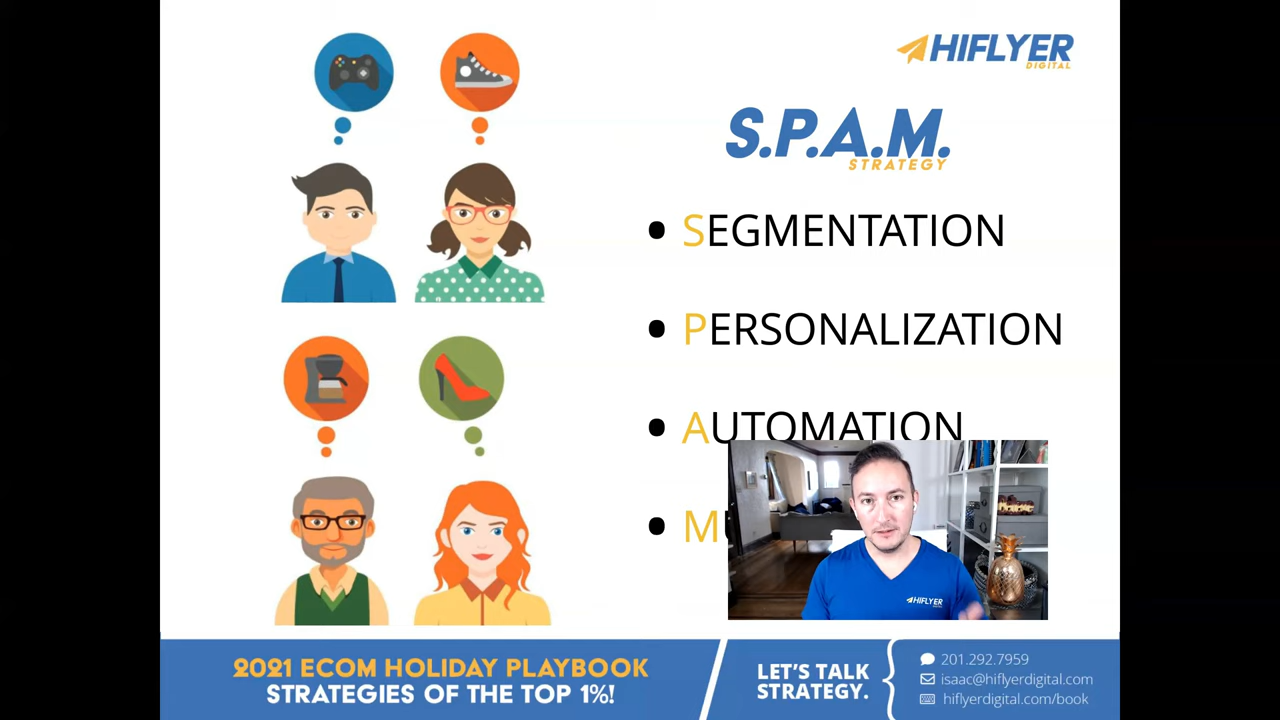 HIFLYER
DIGITAL
S.P.A.M.
STRATEGY
• SEGMENTATION
• PERSONALIZATION
• AUTOMATION
HIFLYER
2021 ECOM HOLIDAY PLAYBOOK
STRATEGIES OF THE TOP 1%!
LET'S TALK
STRATEGY.
201.292.7959
isaac@hiflyerdigital.com
hiflyerdigital.com/book